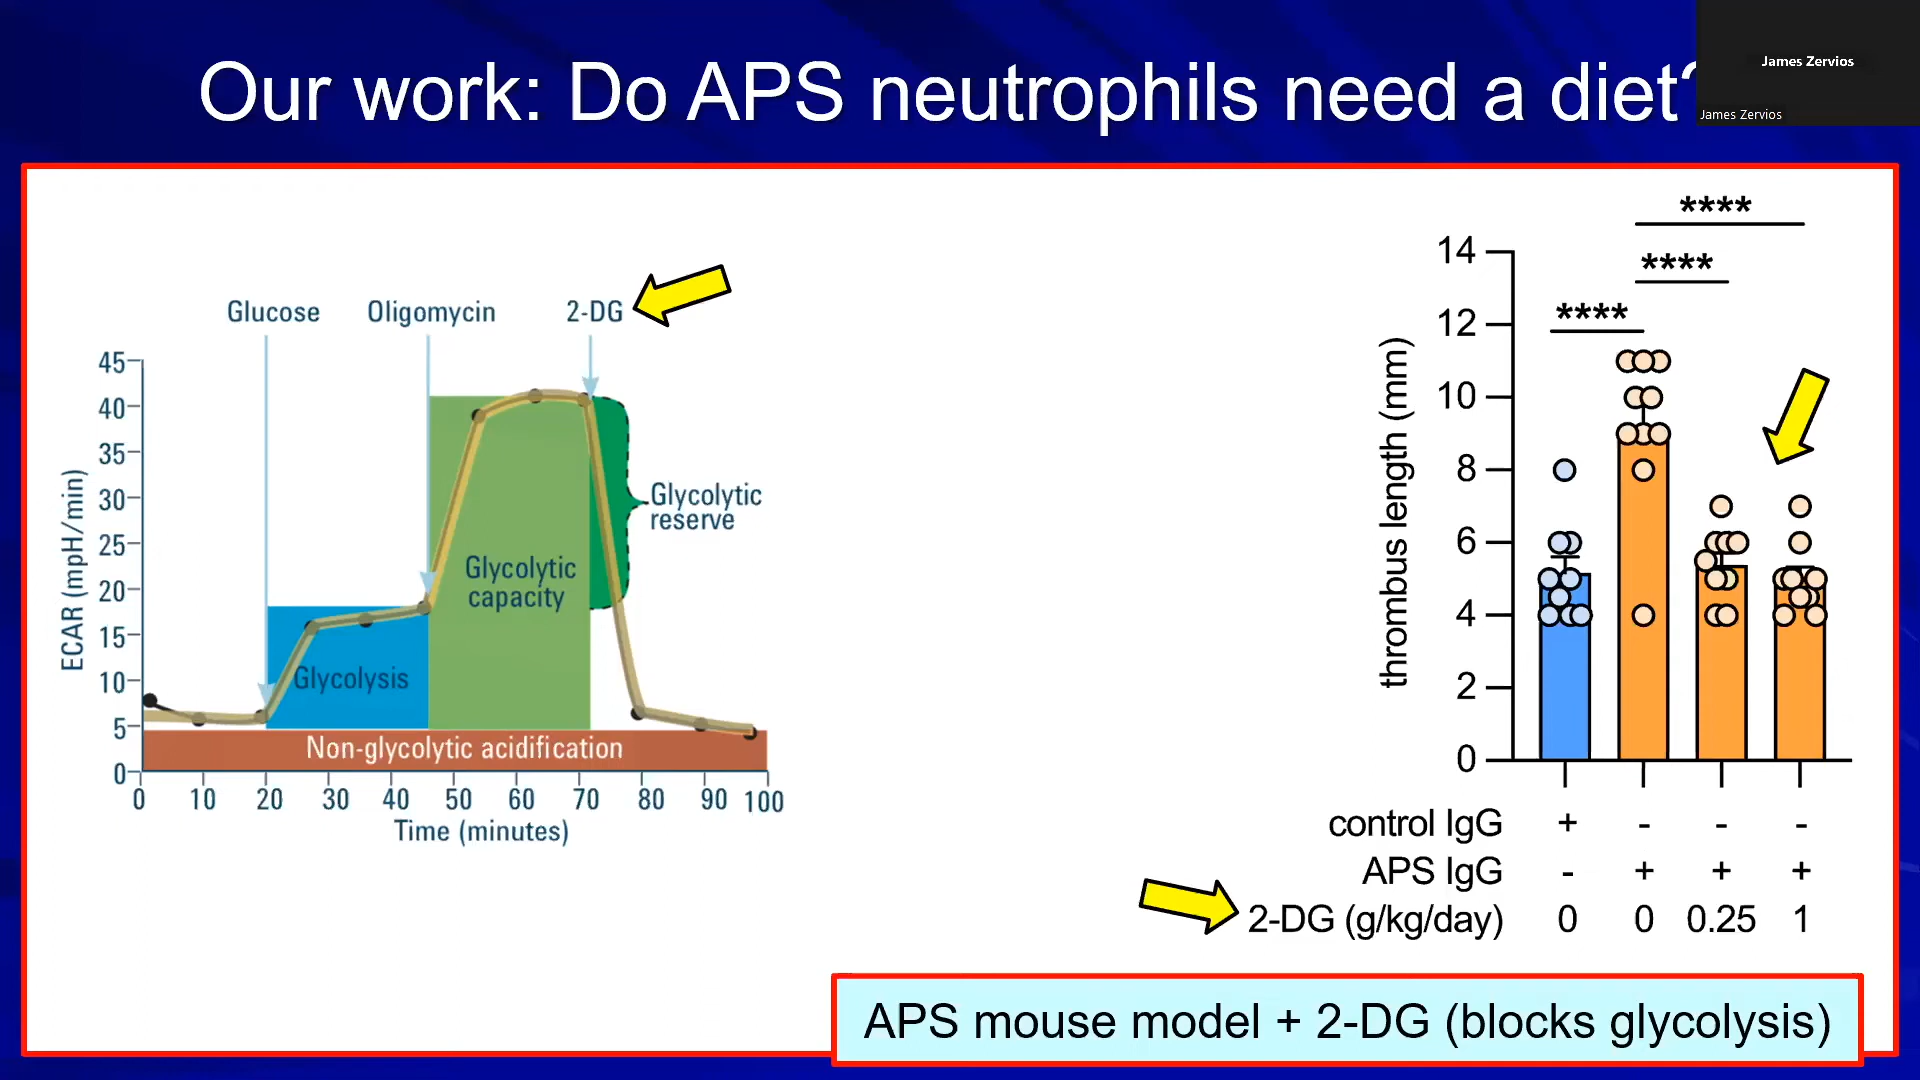 Our work: Do APS neutrophils need a diet?
James Zervios
James Zervios
Glucose
Oligomycin
2-DG
45
40
35
30
25
20
15
10
5
0
ECAR (mpH/min)
Glycolysis
Glycolytic
capacity
Glycolytic
reserve
Non-glycolytic acidification
0 10 20 30 40 50 60 70 80 90 100
Time (minutes)
****
****
****
14
12
10
8
6
4
2
0
thrombus length (mm)
control IgG + - - -
APS IgG - + + +
2-DG (g/kg/day) 0 0 0.25 1
APS mouse model + 2-DG (blocks glycolysis)